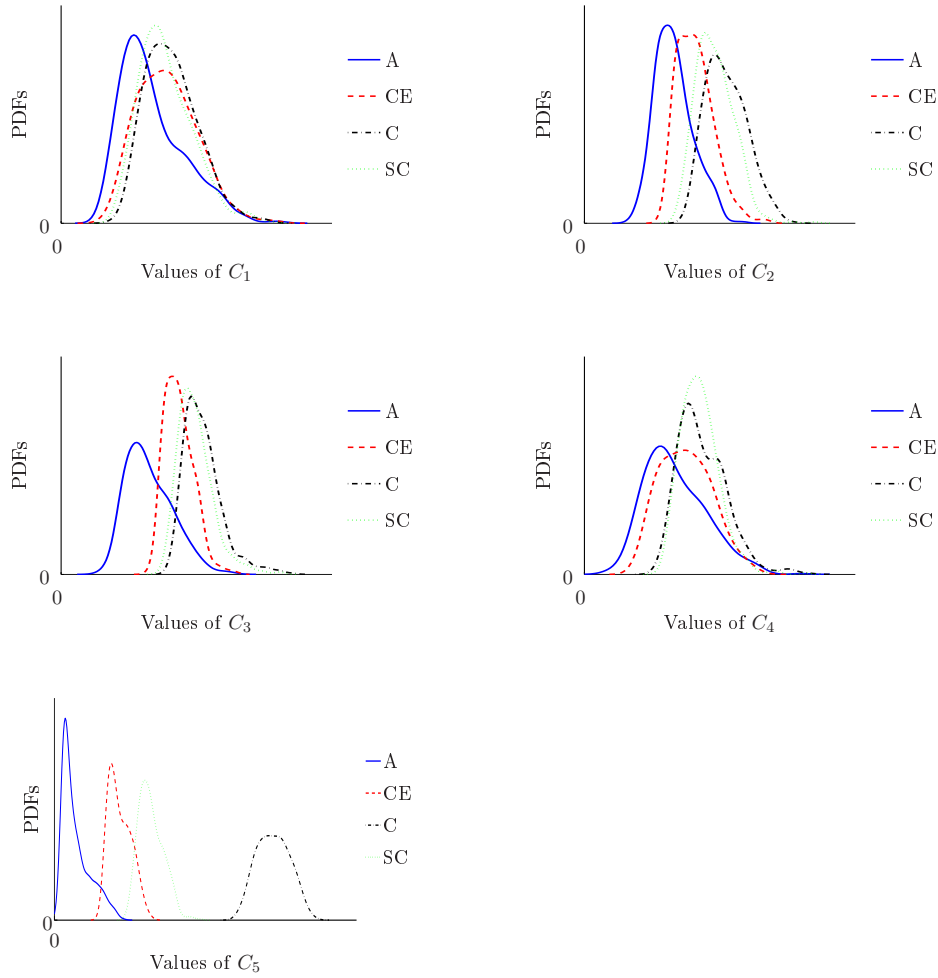 PDFs
A
CE
C
SC
0
0
Values of C₁
PDFs
A
CE
C
SC
0
0
Values of C₂
PDFs
A
CE
C
SC
0
0
Values of C₃
PDFs
A
CE
C
SC
0
0
Values of C₄
PDFs
A
CE
C
SC
0
0
Values of C₅